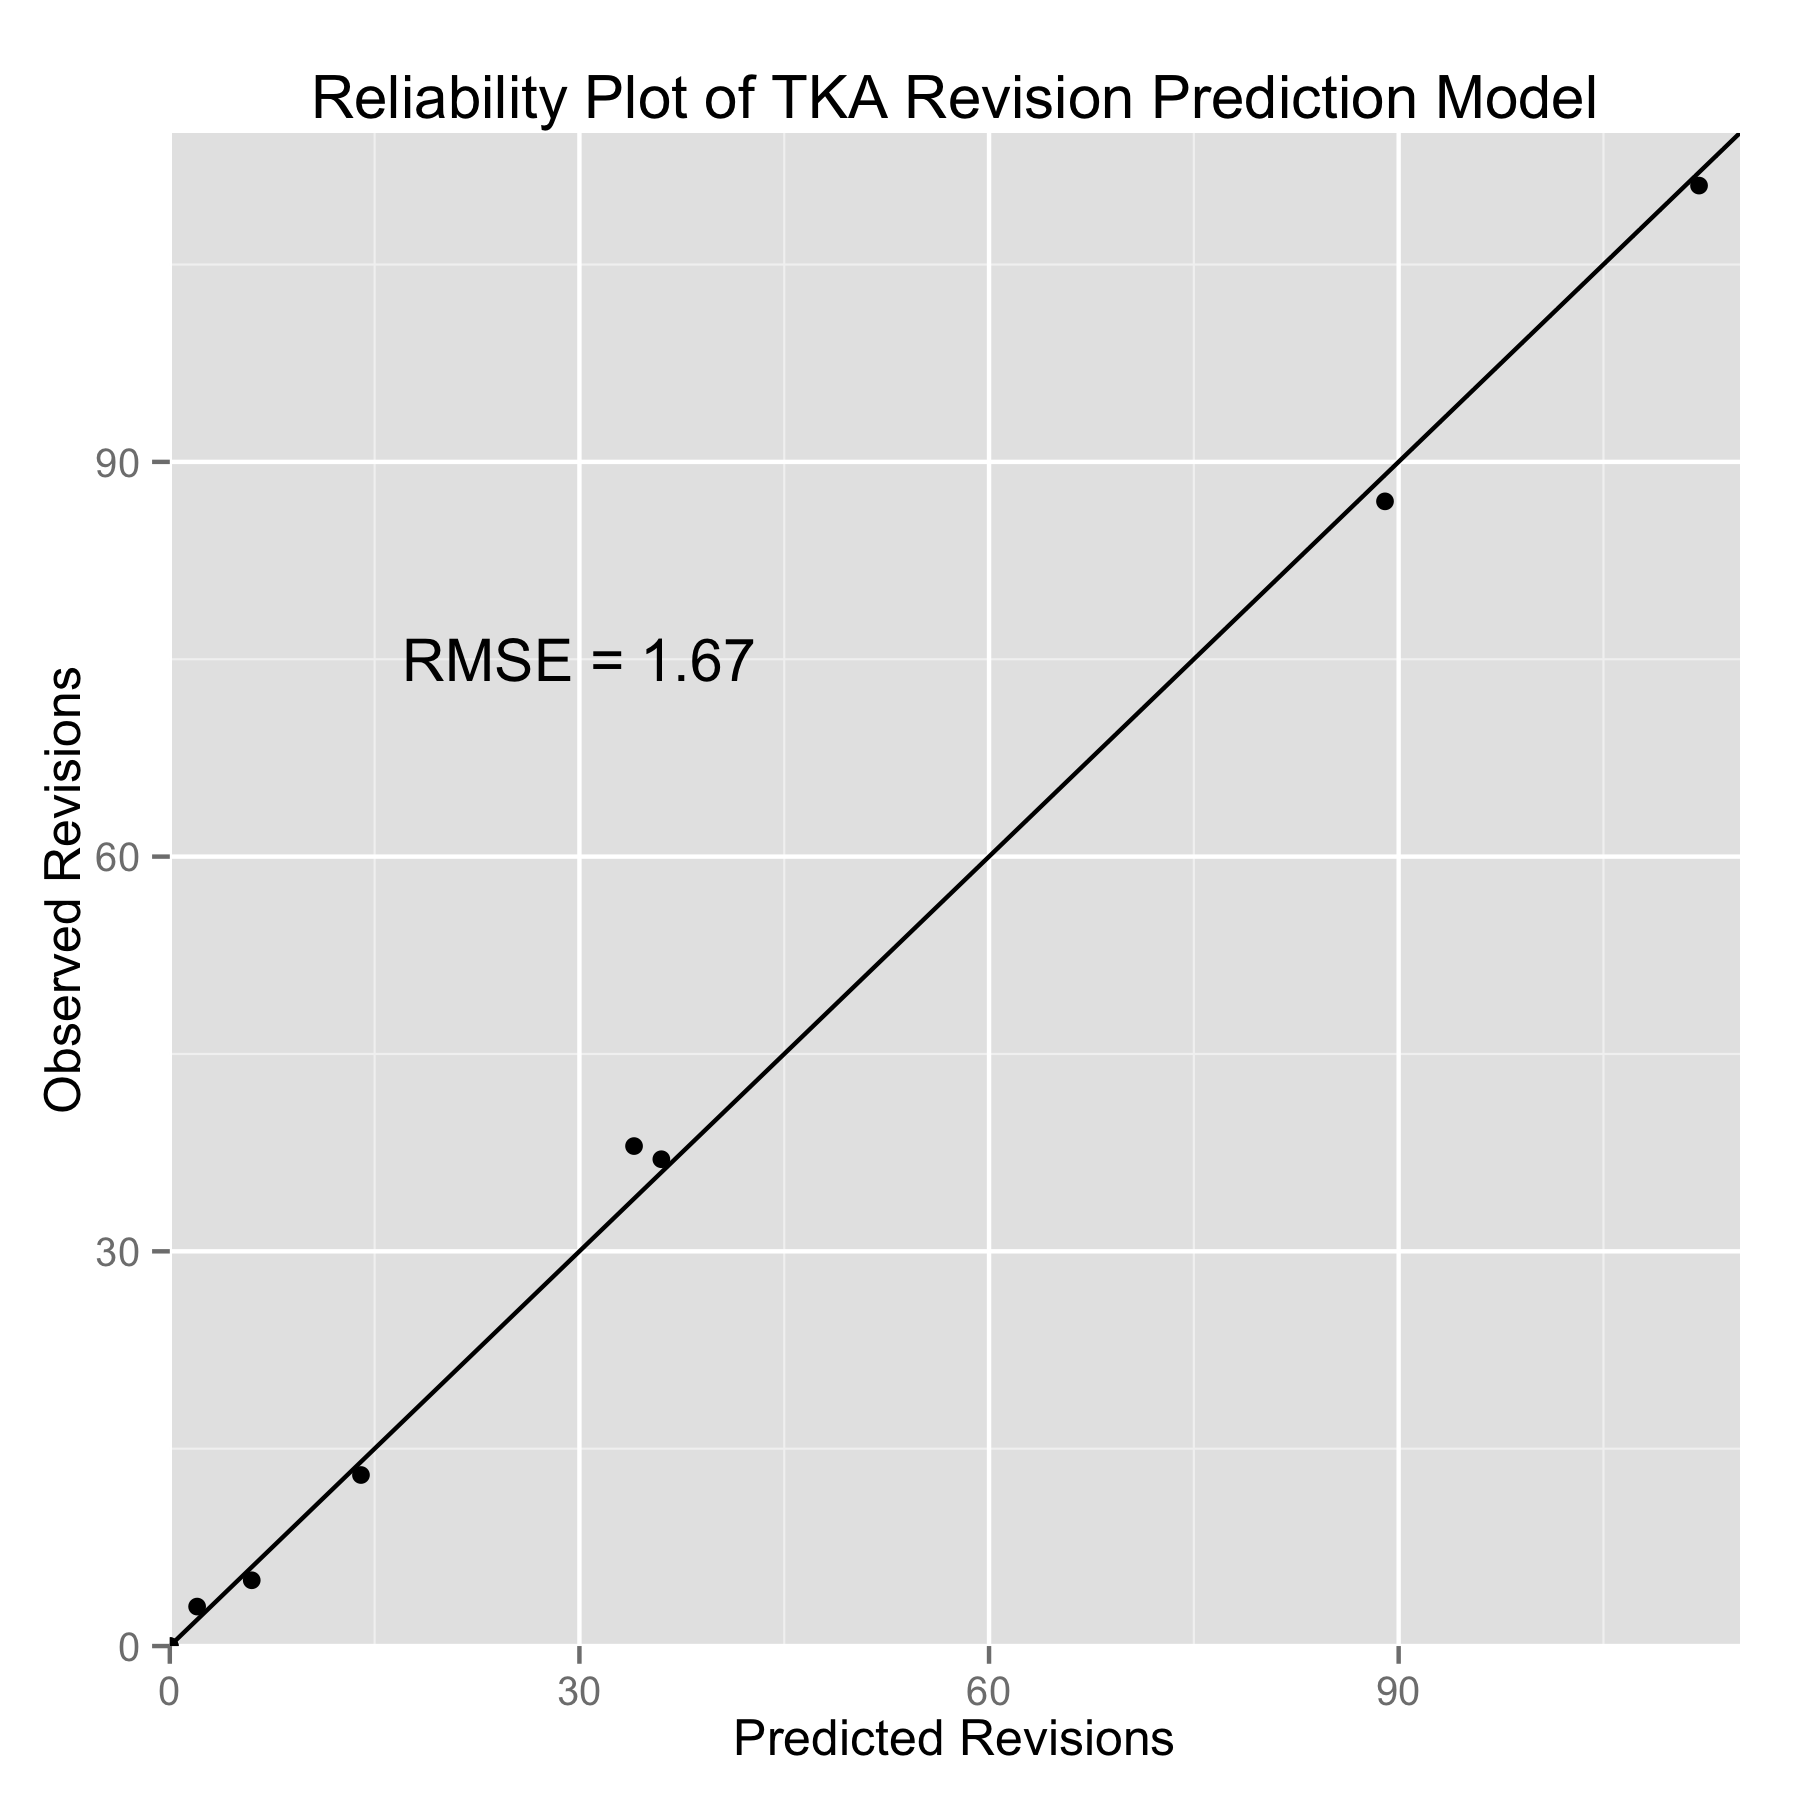 Reliability Plot of TKA Revision Prediction Model
RMSE = 1.67
Observed Revisions
90
60
30
0
0 30 60 90
Predicted Revisions